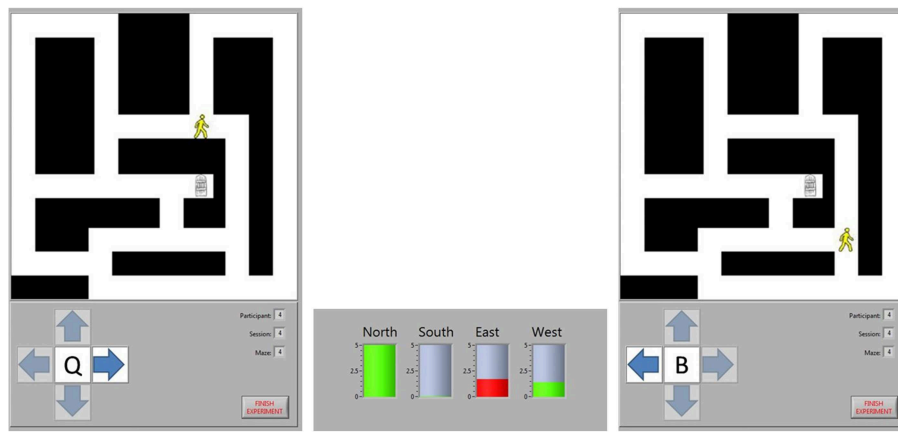 Participant: 4
Session: 4
Maze: 4
Q
FINISH
EXPERIMENT
North South East West
5 5 5 5
2.5 2.5 2.5 2.5
0 0 0 0
Participant: 4
Session: 4
Maze: 4
B
FINISH
EXPERIMENT